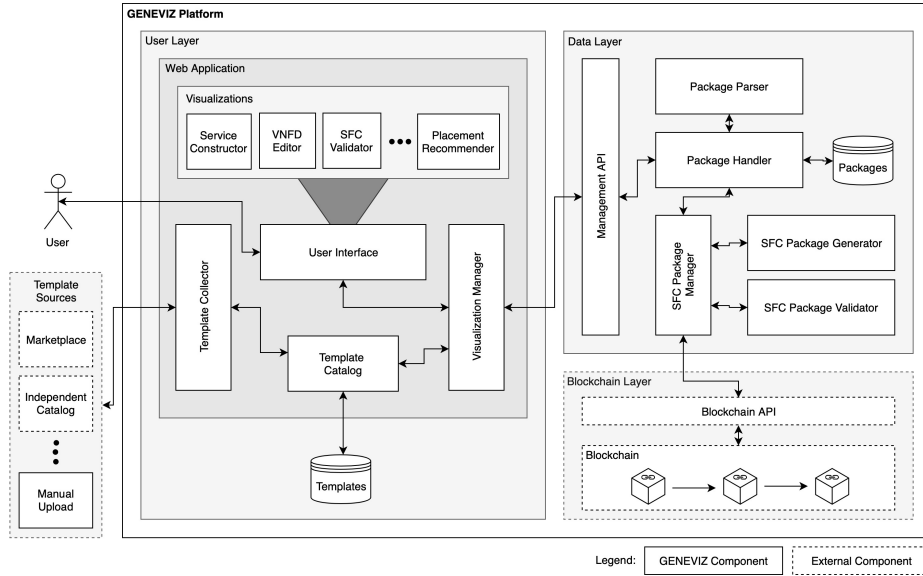 GENEVIZ Platform
User Layer
Web Application
Visualizations
Service
Constructor
VNFD
Editor
SFC
Validator
Placement
Recommender
User
User Interface
Template Collector
Visualization Manager
Template
Catalog
Templates
Template
Sources
Marketplace
Independent
Catalog
Manual
Upload
Data Layer
Management API
Package Parser
Package Handler
Packages
SFC Package
Manager
SFC Package Generator
SFC Package Validator
Blockchain Layer
Blockchain API
Blockchain
Legend:
GENEVIZ Component
External Component